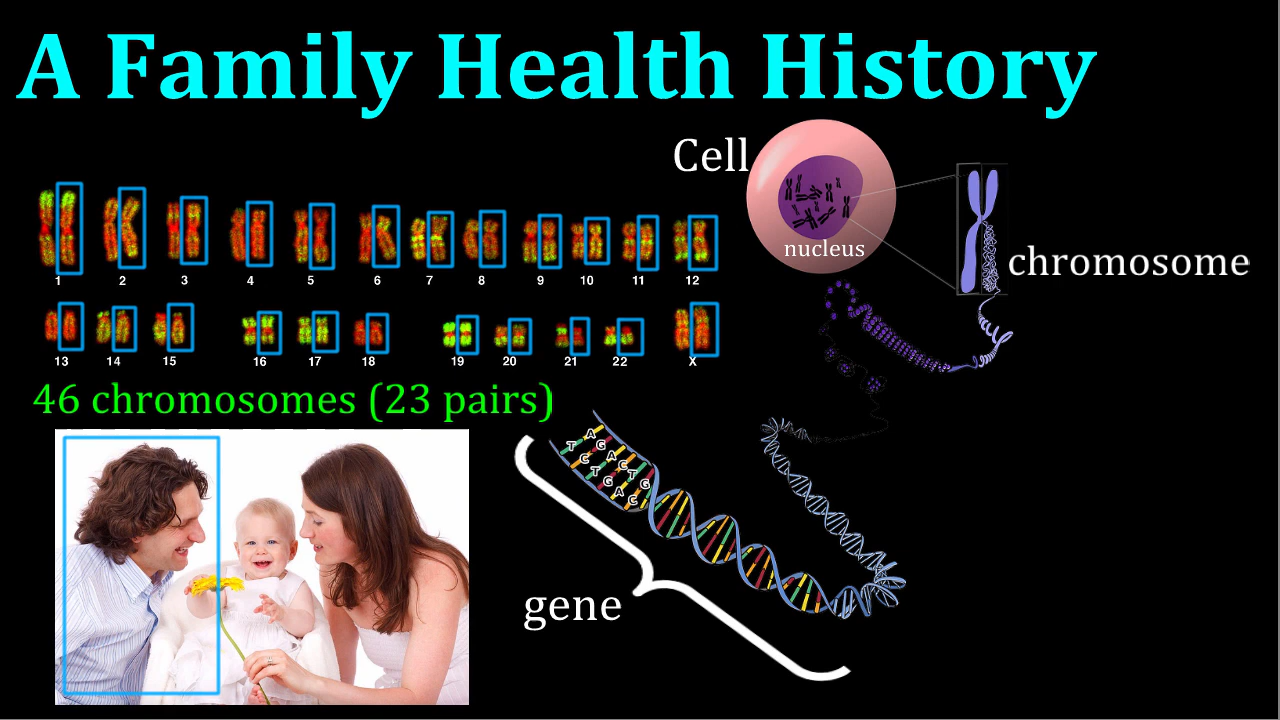 A Family Health History
Cell
nucleus
chromosome
1 2 3 4 5 6 7 8 9 10 11 12
13 14 15 16 17 18 19 20 21 22 X
46 chromosomes (23 pairs)
A G A C T G
T C T G A C
gene